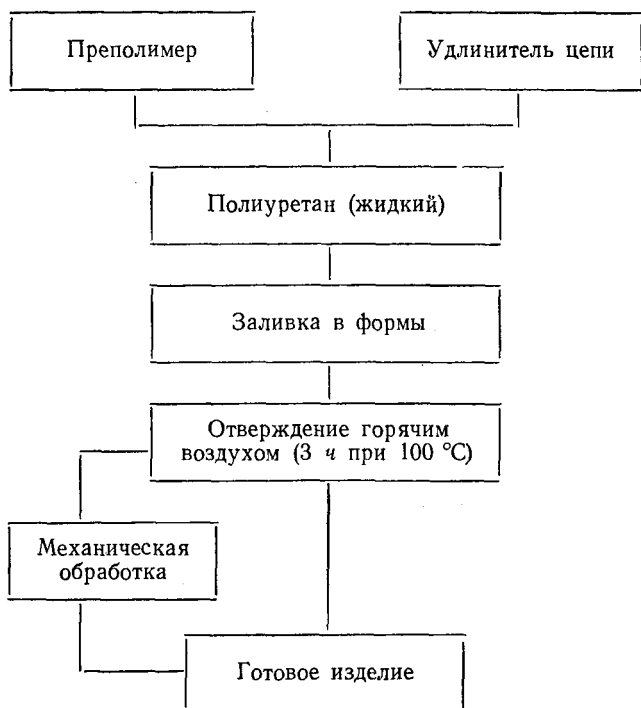 Преполимер
Удлинитель цепи
Полиуретан (жидкий)
Заливка в формы
Отверждение горячим
воздухом (3 ч при 100 °С)
Механическая
обработка
Готовое изделие